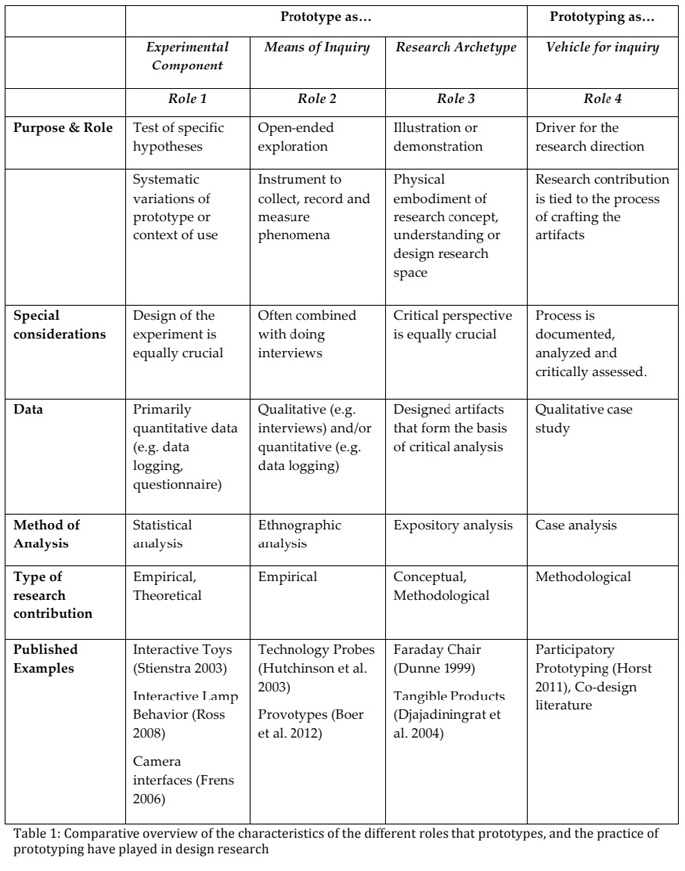 Prototype as…
Prototyping as…
Experimental
Component
Means of Inquiry
Research Archetype
Vehicle for inquiry
Role 1
Role 2
Role 3
Role 4
Purpose & Role
Test of specific
hypotheses
Open-ended
exploration
Illustration or
demonstration
Driver for the
research direction
Systematic
variations of
prototype or
context of use
Instrument to
collect, record and
measure
phenomena
Physical
embodiment of
research concept,
understanding or
design research
space
Research contribution
is tied to the process
of crafting the
artifacts
Special
considerations
Design of the
experiment is
equally crucial
Often combined
with doing
interviews
Critical perspective
is equally crucial
Process is
documented,
analyzed and
critically assessed.
Data
Primarily
quantitative data
(e.g. data
logging,
questionnaire)
Qualitative (e.g.
interviews) and/or
quantitative (e.g.
data logging)
Designed artifacts
that form the basis
of critical analysis
Qualitative case
study
Method of
Analysis
Statistical
analysis
Ethnographic
analysis
Expository analysis
Case analysis
Type of
research
contribution
Empirical,
Theoretical
Empirical
Conceptual,
Methodological
Methodological
Published
Examples
Interactive Toys
(Stienstra 2003)
Interactive Lamp
Behavior (Ross
2008)
Camera
interfaces (Frens
2006)
Technology Probes
(Hutchinson et al.
2003)
Provotypes (Boer
et al. 2012)
Faraday Chair
(Dunne 1999)
Tangible Products
(Djajadiningrat et
al. 2004)
Participatory
Prototyping (Horst
2011), Co-design
literature
Table 1: Comparative overview of the characteristics of the different roles that prototypes, and the practice of
prototyping have played in design research